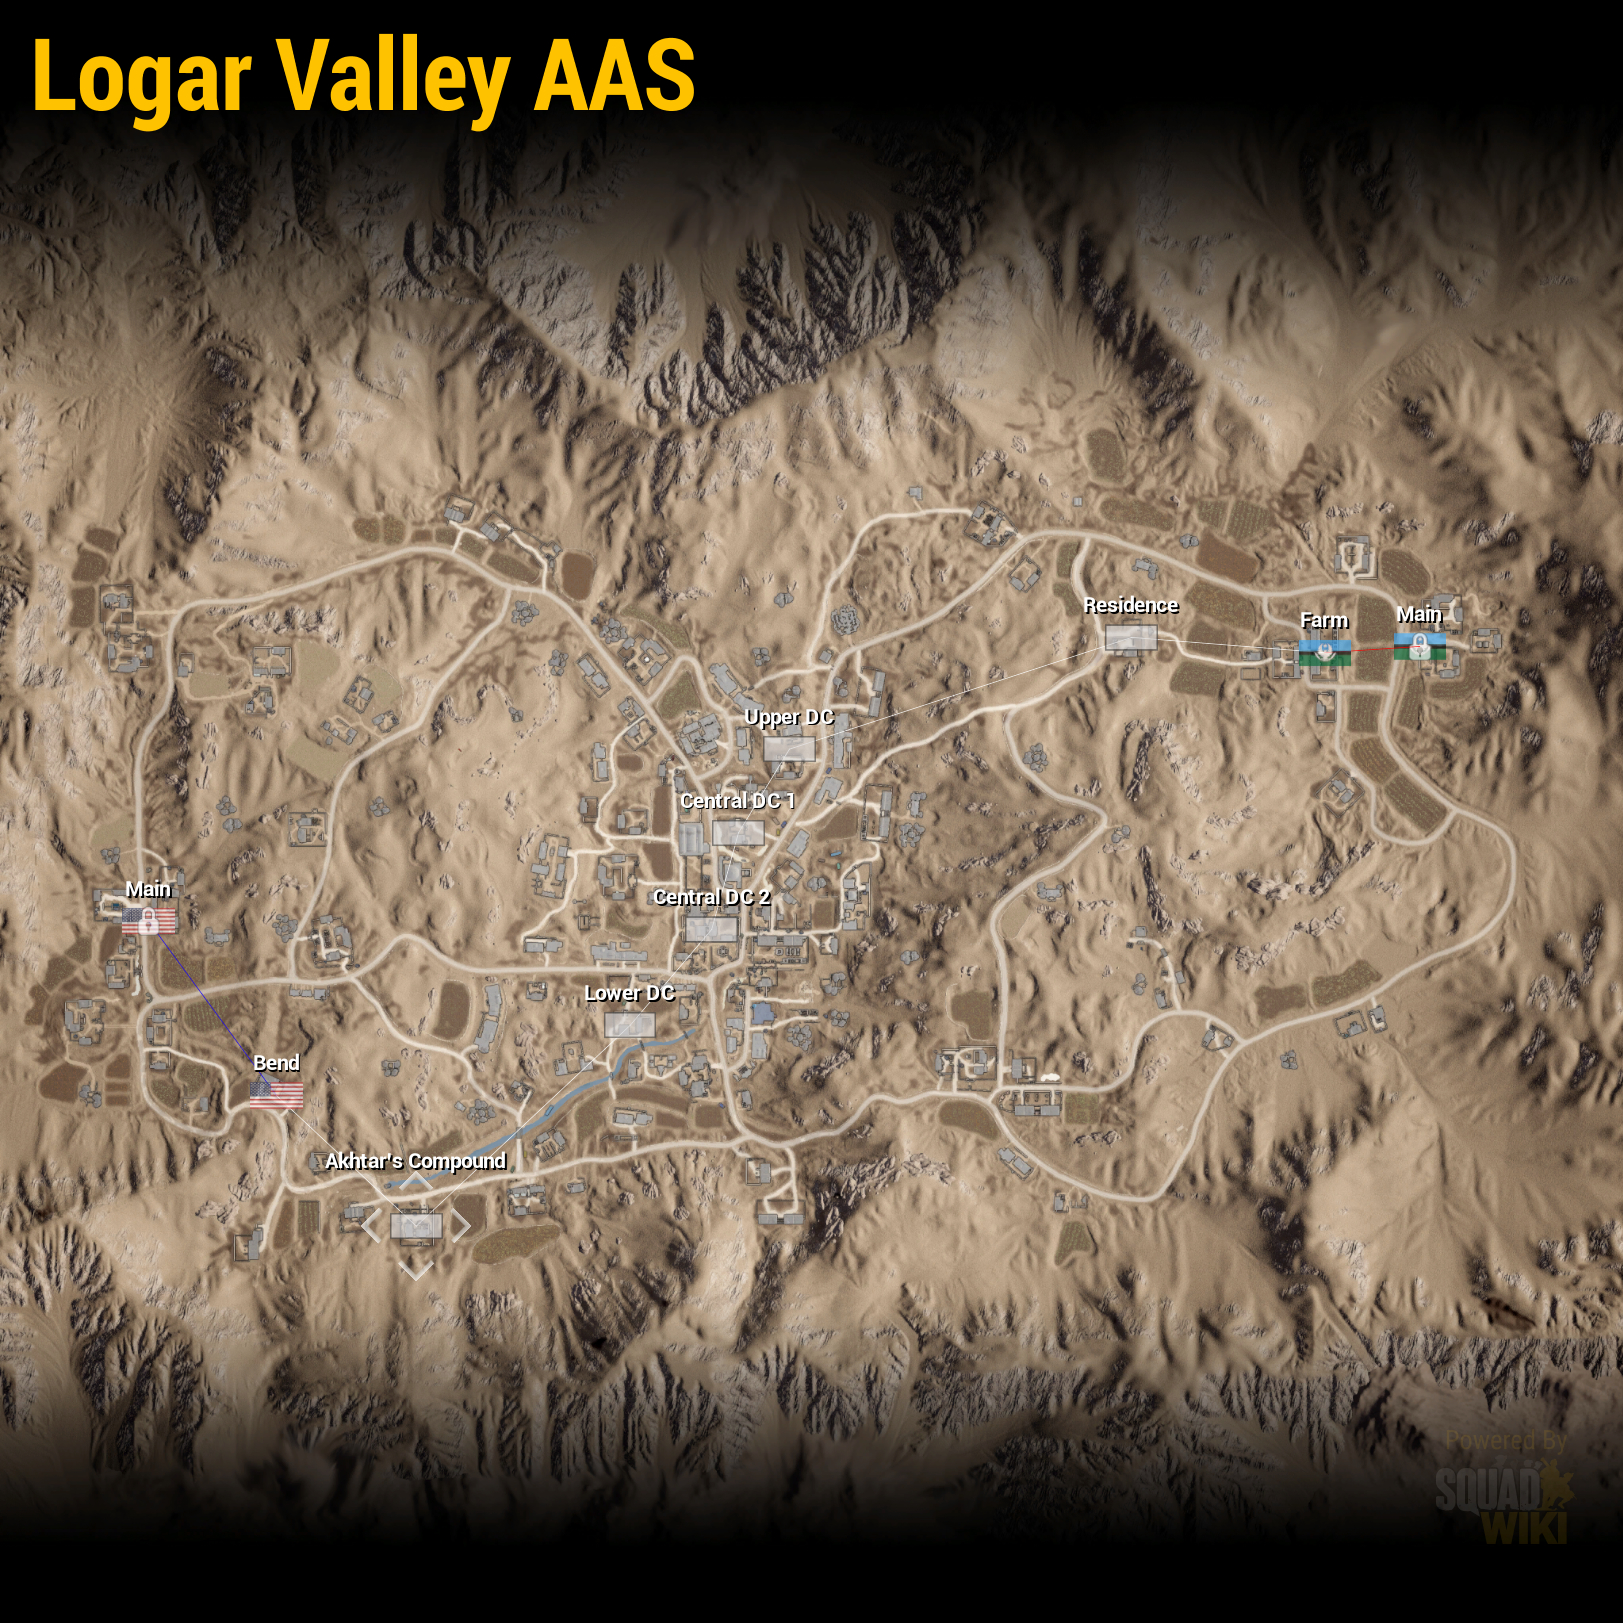 Logar Valley AAS
Residence
Farm
Main
Upper DC
Central DC 1
Main
Central DC 2
Lower DC
Bend
Akhtar's Compound
Powered By
SQUAD
WIKI